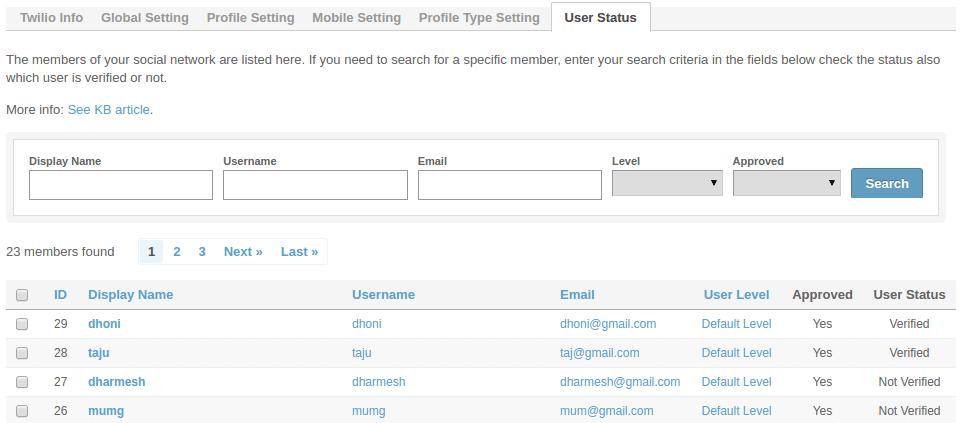 Twilio Info Global Setting Profile Setting Mobile Setting Profile Type Setting User Status
The members of your social network are listed here. If you need to search for a specific member, enter your search criteria in the fields below check the status also
which user is verified or not.
More info: See KB article.
Display Name Username Email Level Approved
Search
23 members found 1 2 3 Next » Last »
ID Display Name Username Email User Level Approved User Status
29 dhoni dhoni dhoni@gmail.com Default Level Yes Verified
28 taju taju taj@gmail.com Default Level Yes Verified
27 dharmesh dharmesh dharmesh@gmail.com Default Level Yes Not Verified
26 mumg mumg mum@gmail.com Default Level Yes Not Verified